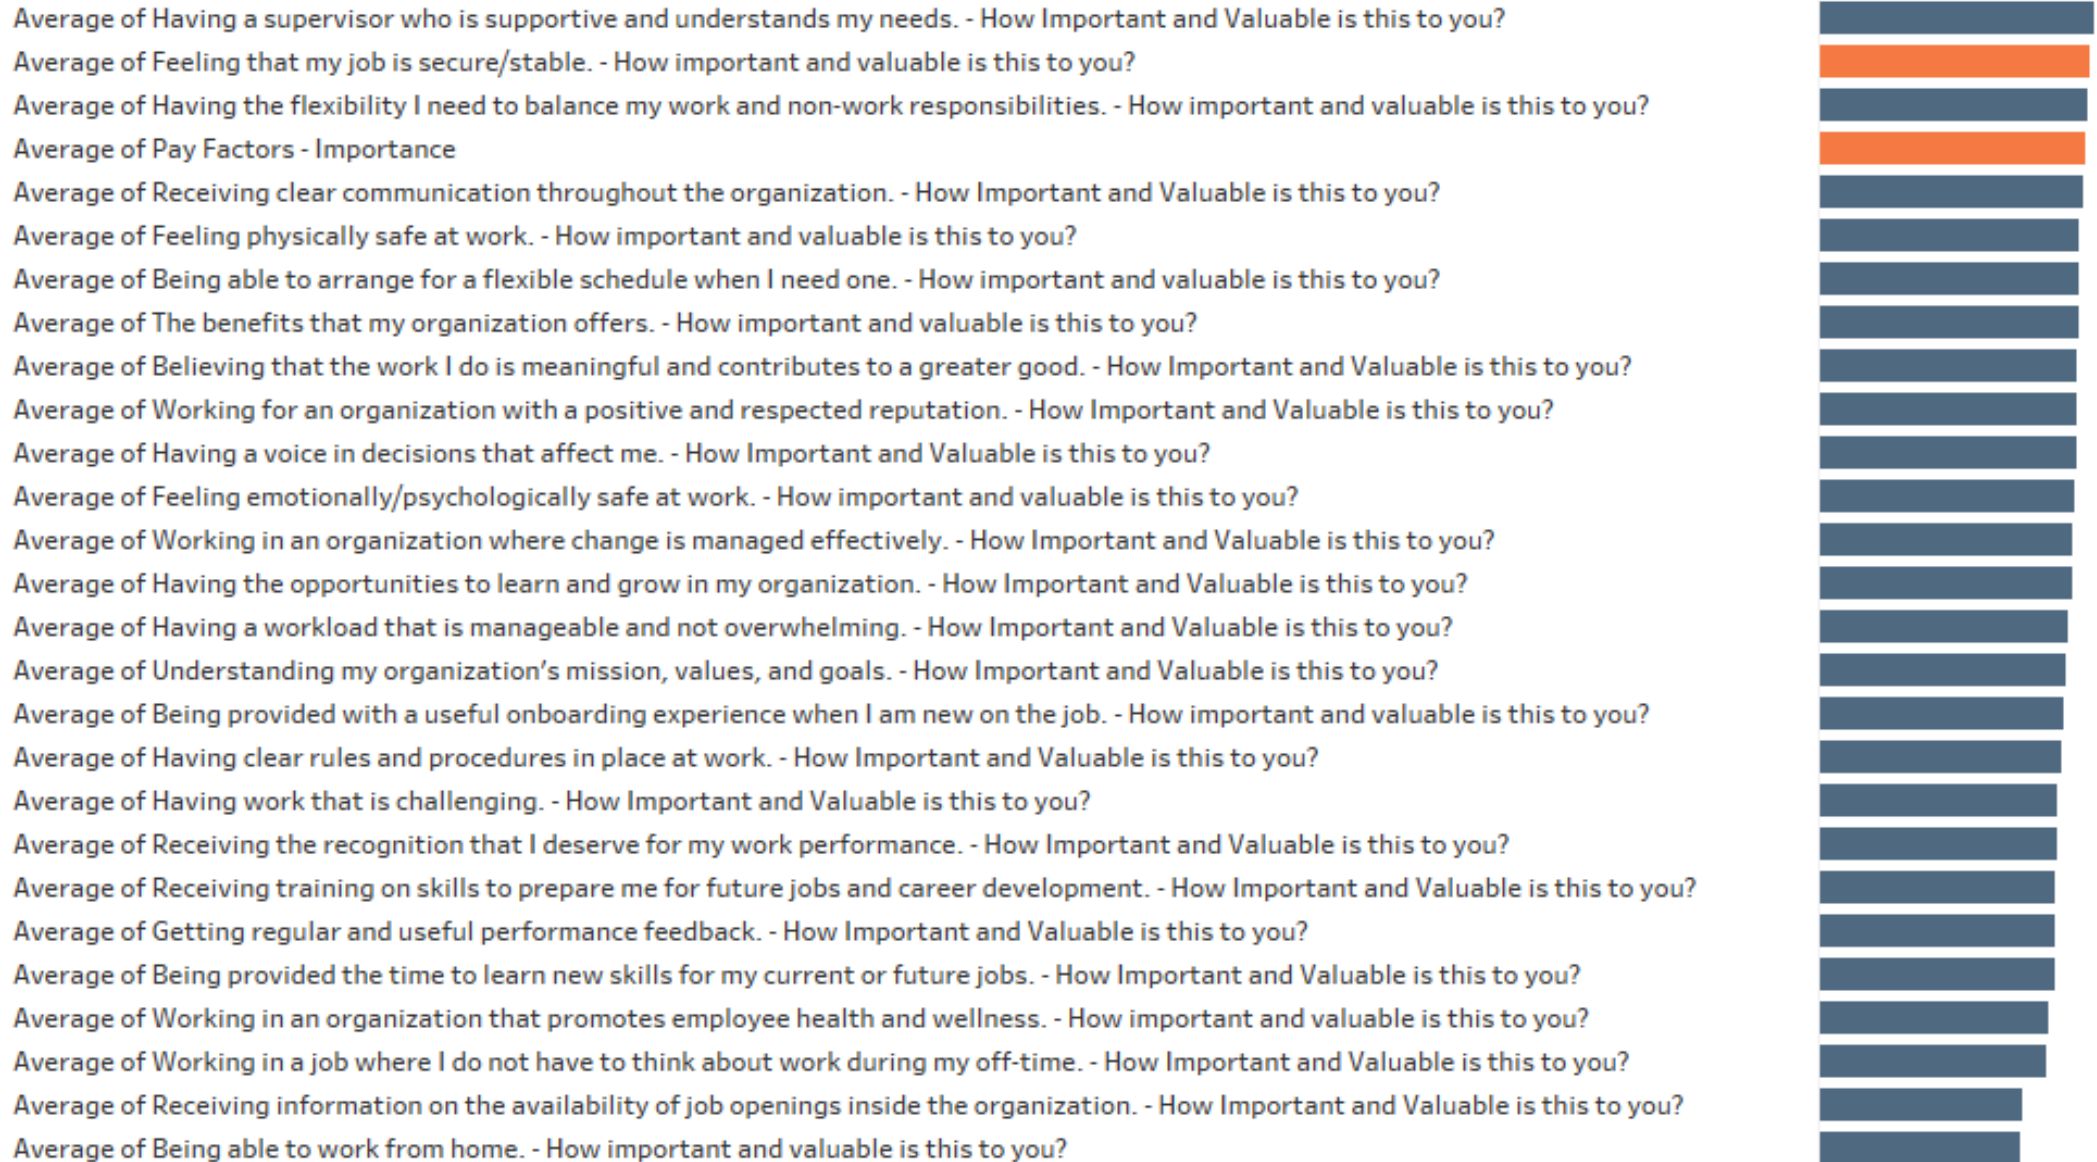 Average of Having a supervisor who is supportive and understands my needs. - How Important and Valuable is this to you?
Average of Feeling that my job is secure/stable. - How important and valuable is this to you?
Average of Having the flexibility I need to balance my work and non-work responsibilities. - How important and valuable is this to you?
Average of Pay Factors - Importance
Average of Receiving clear communication throughout the organization. - How Important and Valuable is this to you?
Average of Feeling physically safe at work. - How important and valuable is this to you?
Average of Being able to arrange for a flexible schedule when I need one. - How important and valuable is this to you?
Average of The benefits that my organization offers. - How important and valuable is this to you?
Average of Believing that the work I do is meaningful and contributes to a greater good. - How Important and Valuable is this to you?
Average of Working for an organization with a positive and respected reputation. - How Important and Valuable is this to you?
Average of Having a voice in decisions that affect me. - How Important and Valuable is this to you?
Average of Feeling emotionally/psychologically safe at work. - How important and valuable is this to you?
Average of Working in an organization where change is managed effectively. - How Important and Valuable is this to you?
Average of Having the opportunities to learn and grow in my organization. - How Important and Valuable is this to you?
Average of Having a workload that is manageable and not overwhelming. - How Important and Valuable is this to you?
Average of Understanding my organization's mission, values, and goals. - How Important and Valuable is this to you?
Average of Being provided with a useful onboarding experience when I am new on the job. - How important and valuable is this to you?
Average of Having clear rules and procedures in place at work. - How Important and Valuable is this to you?
Average of Having work that is challenging. - How Important and Valuable is this to you?
Average of Receiving the recognition that I deserve for my work performance. - How Important and Valuable is this to you?
Average of Receiving training on skills to prepare me for future jobs and career development. - How Important and Valuable is this to you?
Average of Getting regular and useful performance feedback. - How Important and Valuable is this to you?
Average of Being provided the time to learn new skills for my current or future jobs. - How Important and Valuable is this to you?
Average of Working in an organization that promotes employee health and wellness. - How important and valuable is this to you?
Average of Working in a job where I do not have to think about work during my off-time. - How Important and Valuable is this to you?
Average of Receiving information on the availability of job openings inside the organization. - How Important and Valuable is this to you?
Average of Being able to work from home. - How important and valuable is this to you?